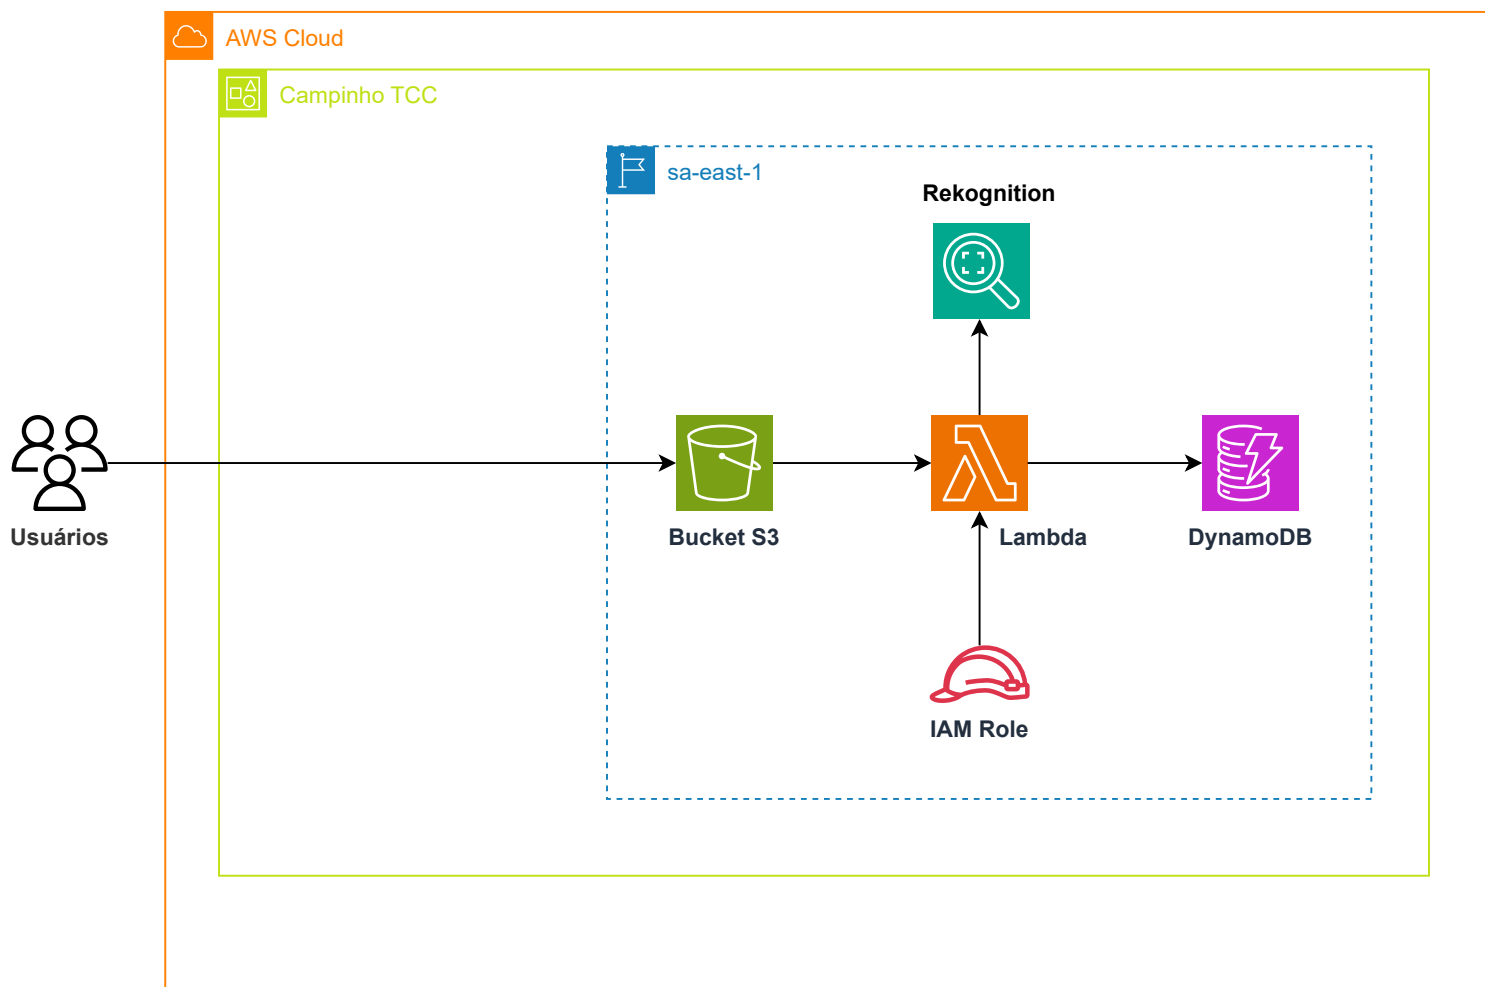 AWS Cloud
Campinho TCC
sa-east-1
Rekognition
Usuários
Bucket S3
Lambda
DynamoDB
IAM Role